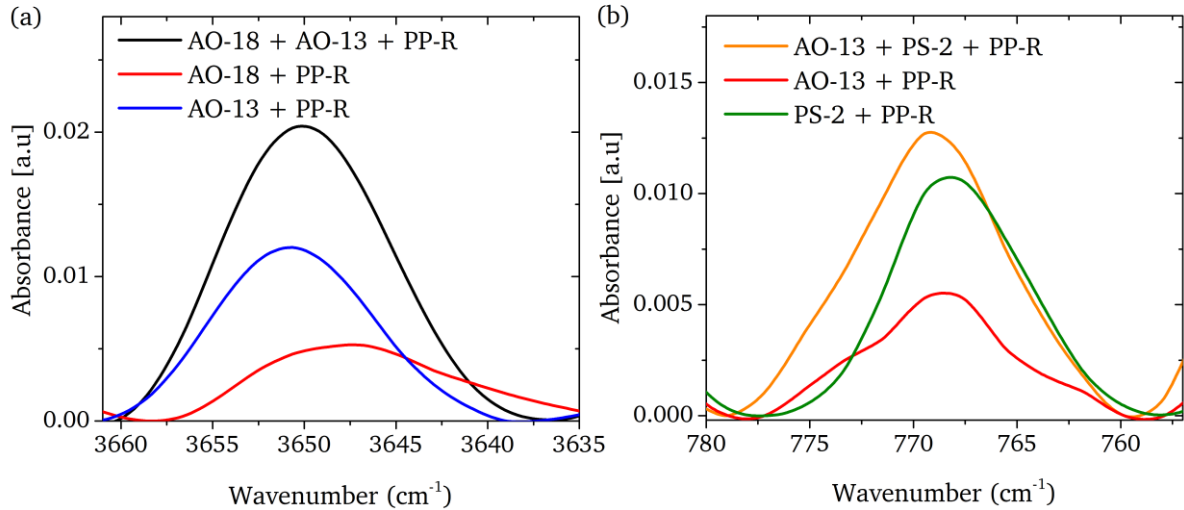 (a)
AO-18 + AO-13 + PP-R
AO-18 + PP-R
AO-13 + PP-R
0.02
0.01
0.00
Absorbance [a.u]
3660 3655 3650 3645 3640 3635
Wavenumber (cm⁻¹)
(b)
AO-13 + PS-2 + PP-R
AO-13 + PP-R
PS-2 + PP-R
0.015
0.010
0.005
0.000
Absorbance [a.u]
780 775 770 765 760
Wavenumber (cm⁻¹)